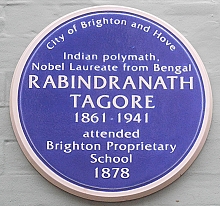 City of Brighton and Hove
Indian polymath,
Nobel Laureate from Bengal
RABINDRANATH
TAGORE
1861-1941
attended
Brighton Proprietary
School
1878